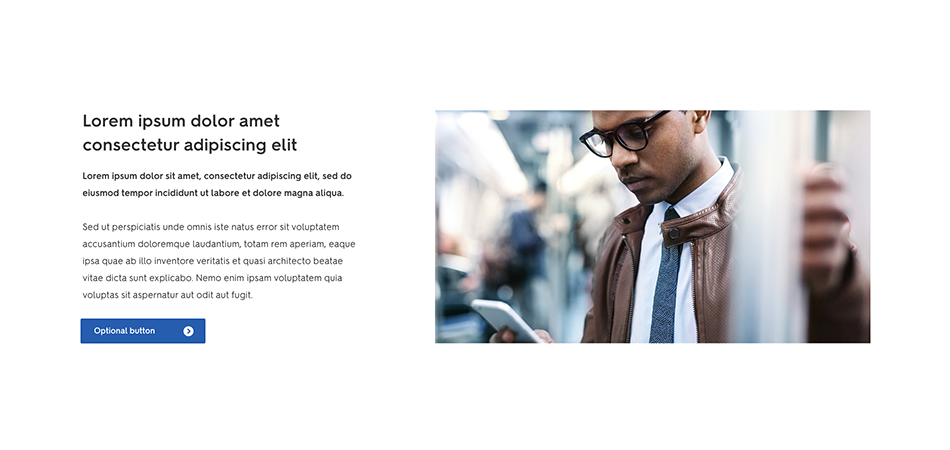 Lorem ipsum dolor amet
consectetur adipiscing elit
Lorem ipsum dolor sit amet, consectetur adipiscing elit, sed do
eiusmod tempor incididunt ut labore et dolore magna aliqua.
Sed ut perspiciatis unde omnis iste natus error sit voluptatem
accusantium doloremque laudantium, totam rem aperiam, eaque
ipsa quae ab illo inventore veritatis et quasi architecto beatae
vitae dicta sunt explicabo. Nemo enim ipsam voluptatem quia
voluptas sit aspernatur aut odit aut fugit.
Optional button